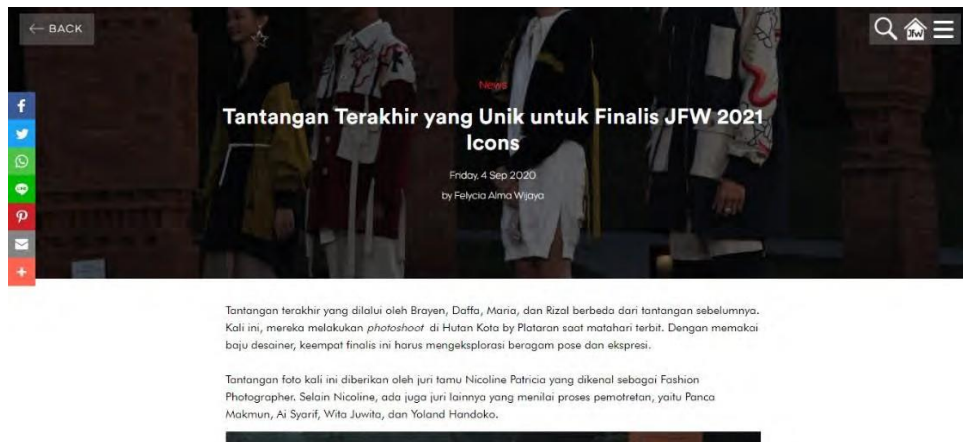 ← BACK
JFW
News
Tantangan Terakhir yang Unik untuk Finalis JFW 2021
Icons
Friday, 4 Sep 2020
by Felycia Alma Wijaya
Tantangan terakhir yang dilalui oleh Brayen, Daffa, Maria, dan Rizal berbeda dari tantangan sebelumnya.
Kali ini, mereka melakukan photoshoot di Hutan Kota by Plataran saat matahari terbit. Dengan memakai
baju desainer, keempat finalis ini harus mengeksplorasi beragam pose dan ekspresi.
Tantangan foto kali ini diberikan oleh juri tamu Nicoline Patricia yang dikenal sebagai Fashion
Photographer. Selain Nicoline, ada juga juri lainnya yang menilai proses pemotretan, yaitu Panca
Makmun, Ai Syarif, Wita Juwita, dan Yoland Handoko.